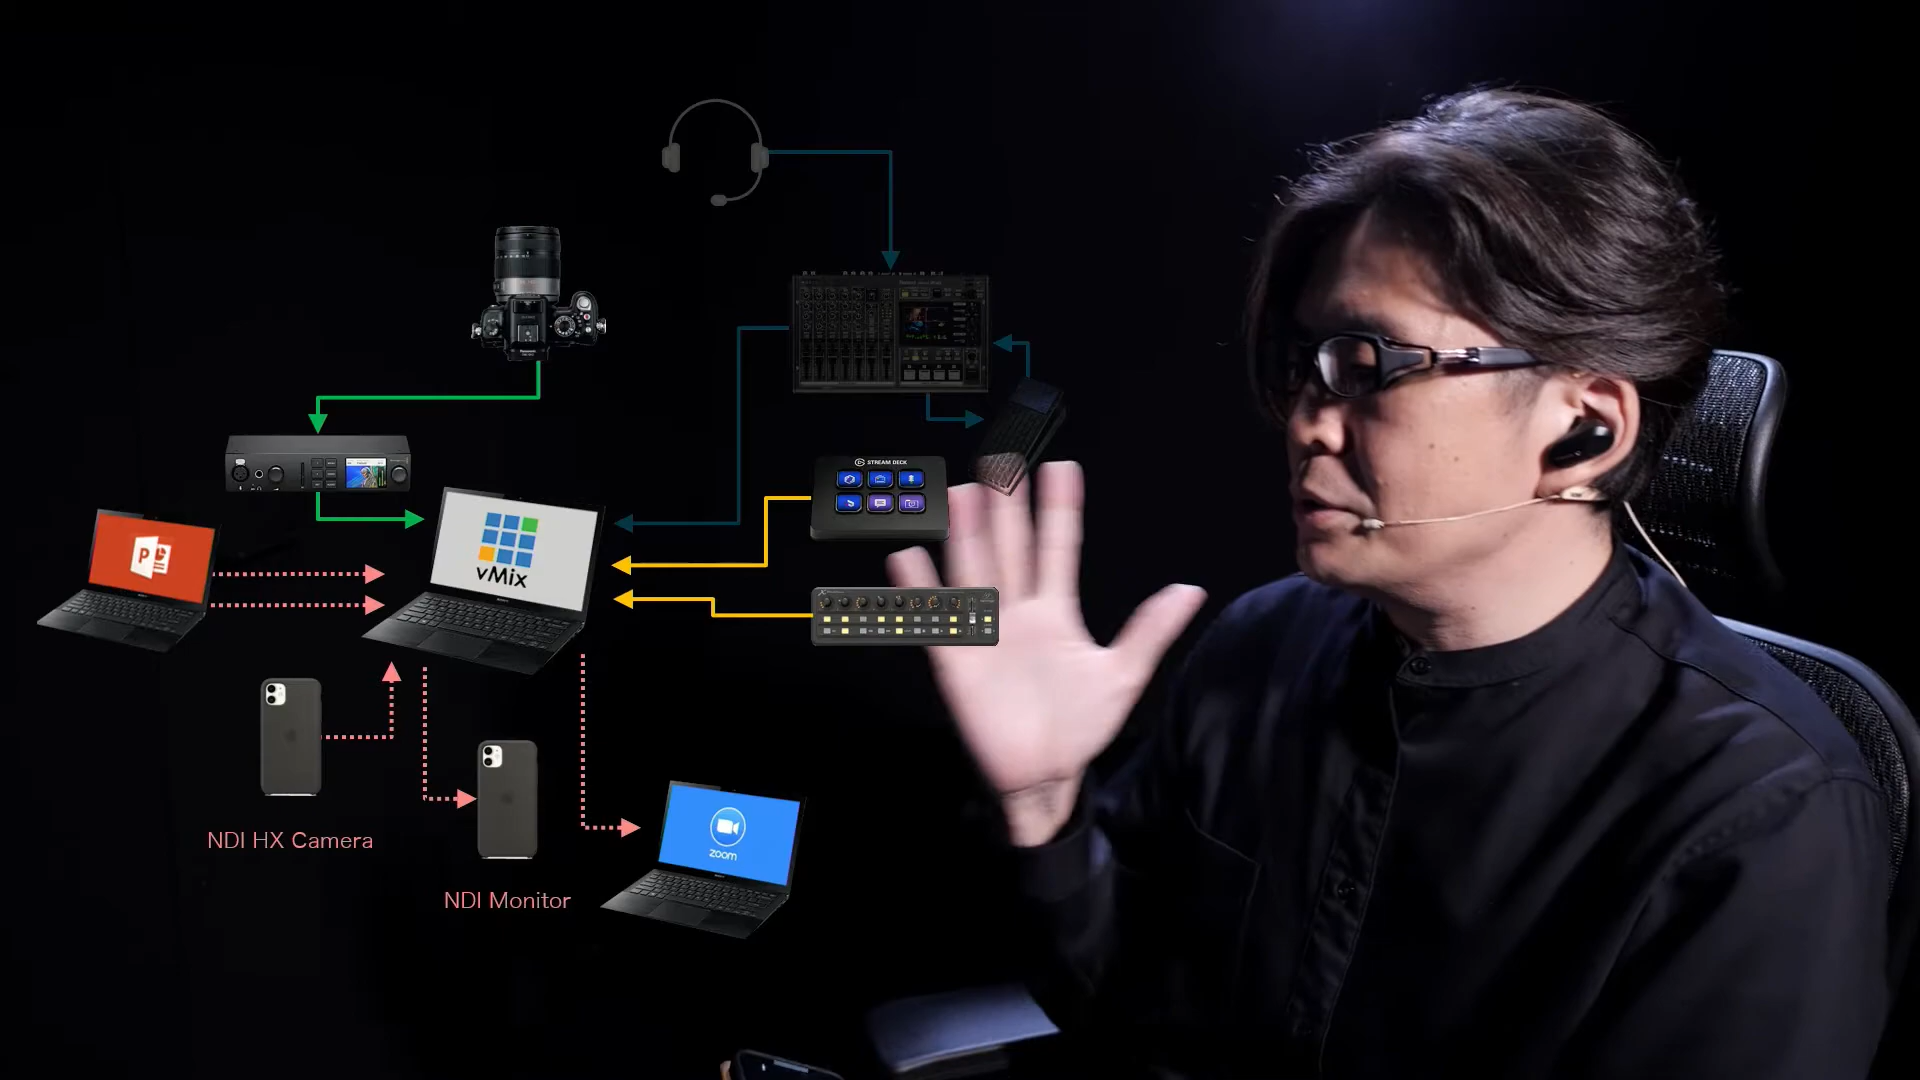 STREAM DECK
P
vMix
NDI HX Camera
zoom
NDI Monitor